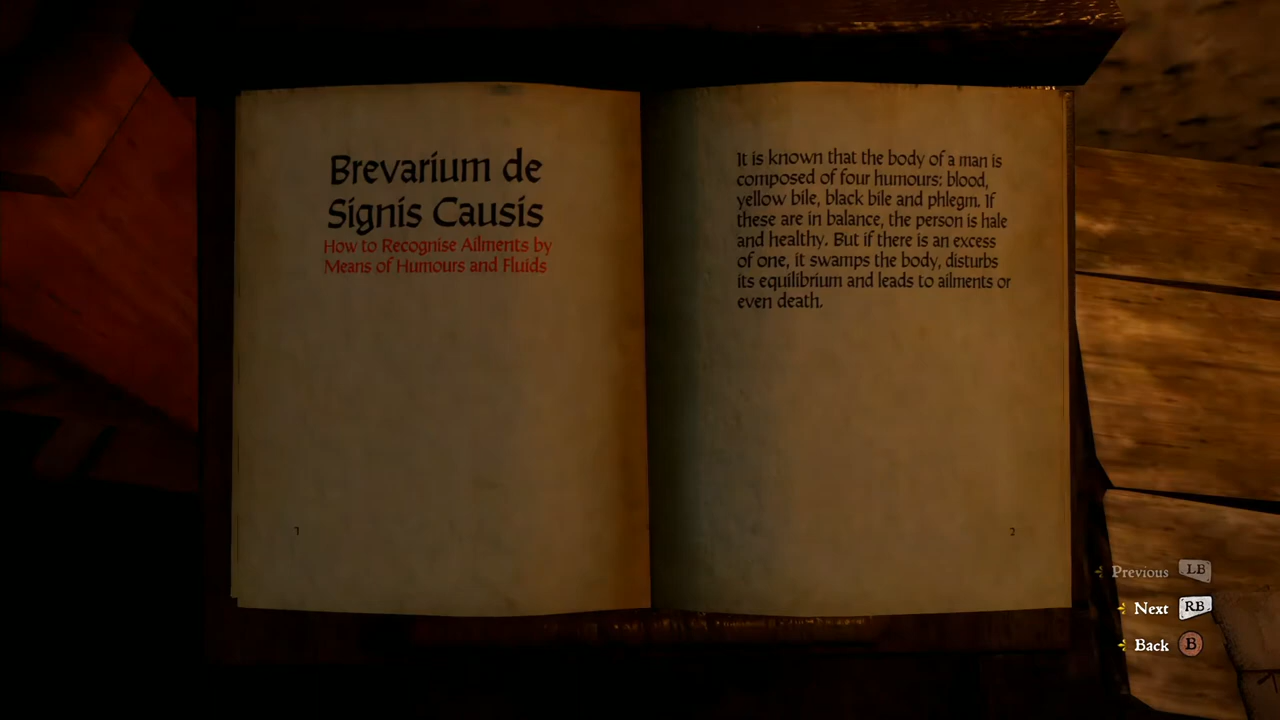 Brevarium de
Signis Causis
How to Recognise Ailments by
Means of Humours and Fluids
1
It is known that the body of a man is
composed of four humours: blood,
yellow bile, black bile and phlegm. If
these are in balance, the person is hale
and healthy. But if there is an excess
of one, it swamps the body, disturbs
its equilibrium and leads to ailments or
even death.
2
Previous LB
Next RB
Back B